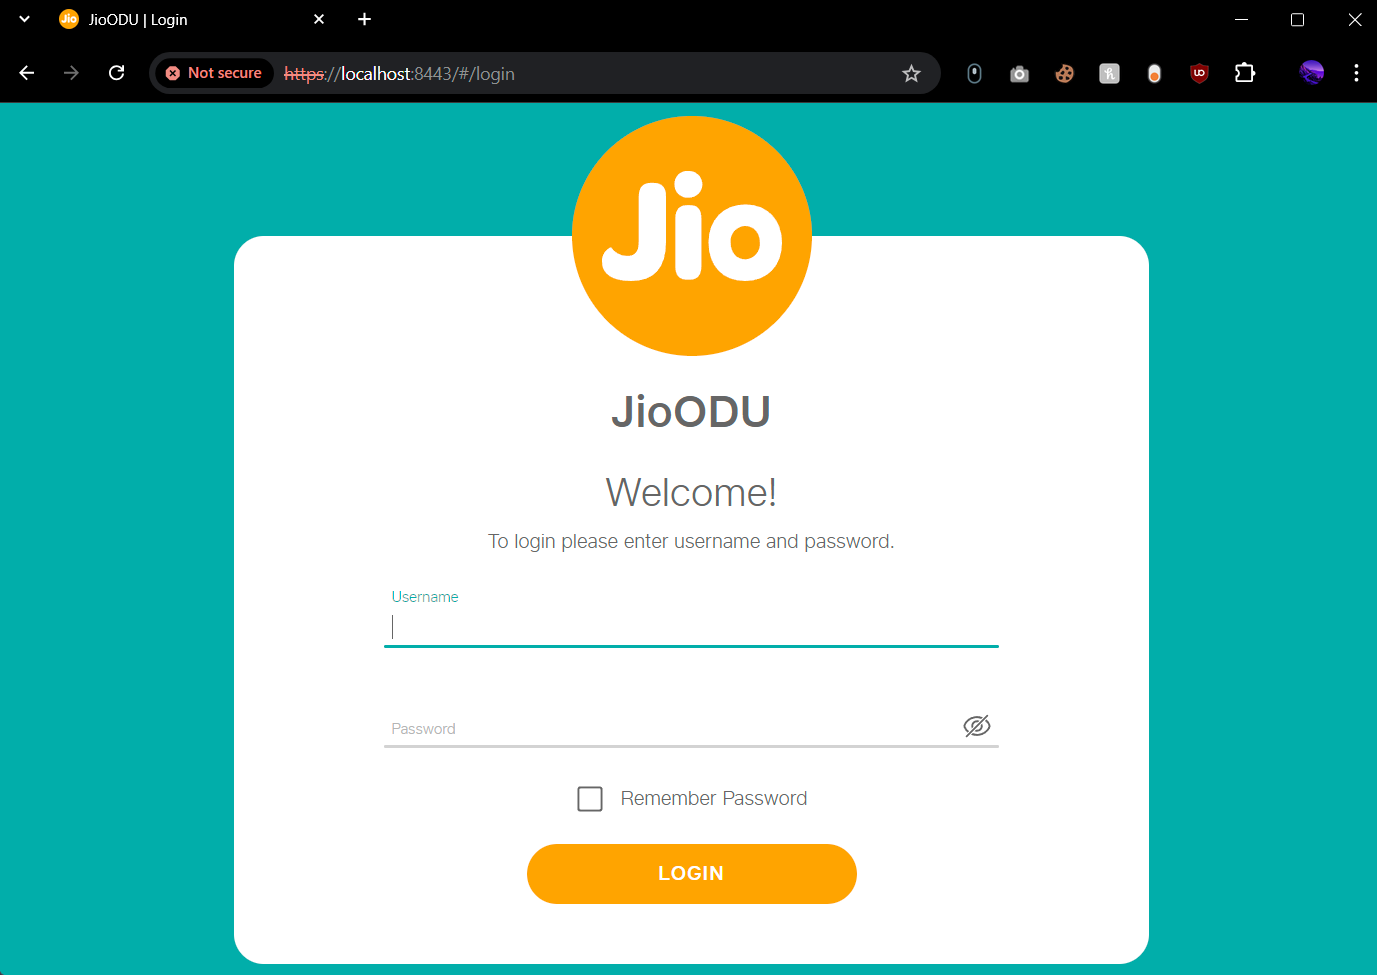 JioODU | Login
Not secure
https://localhost:8443/#/login
Jio
JioODU
Welcome!
To login please enter username and password.
Username
Password
Remember Password
LOGIN